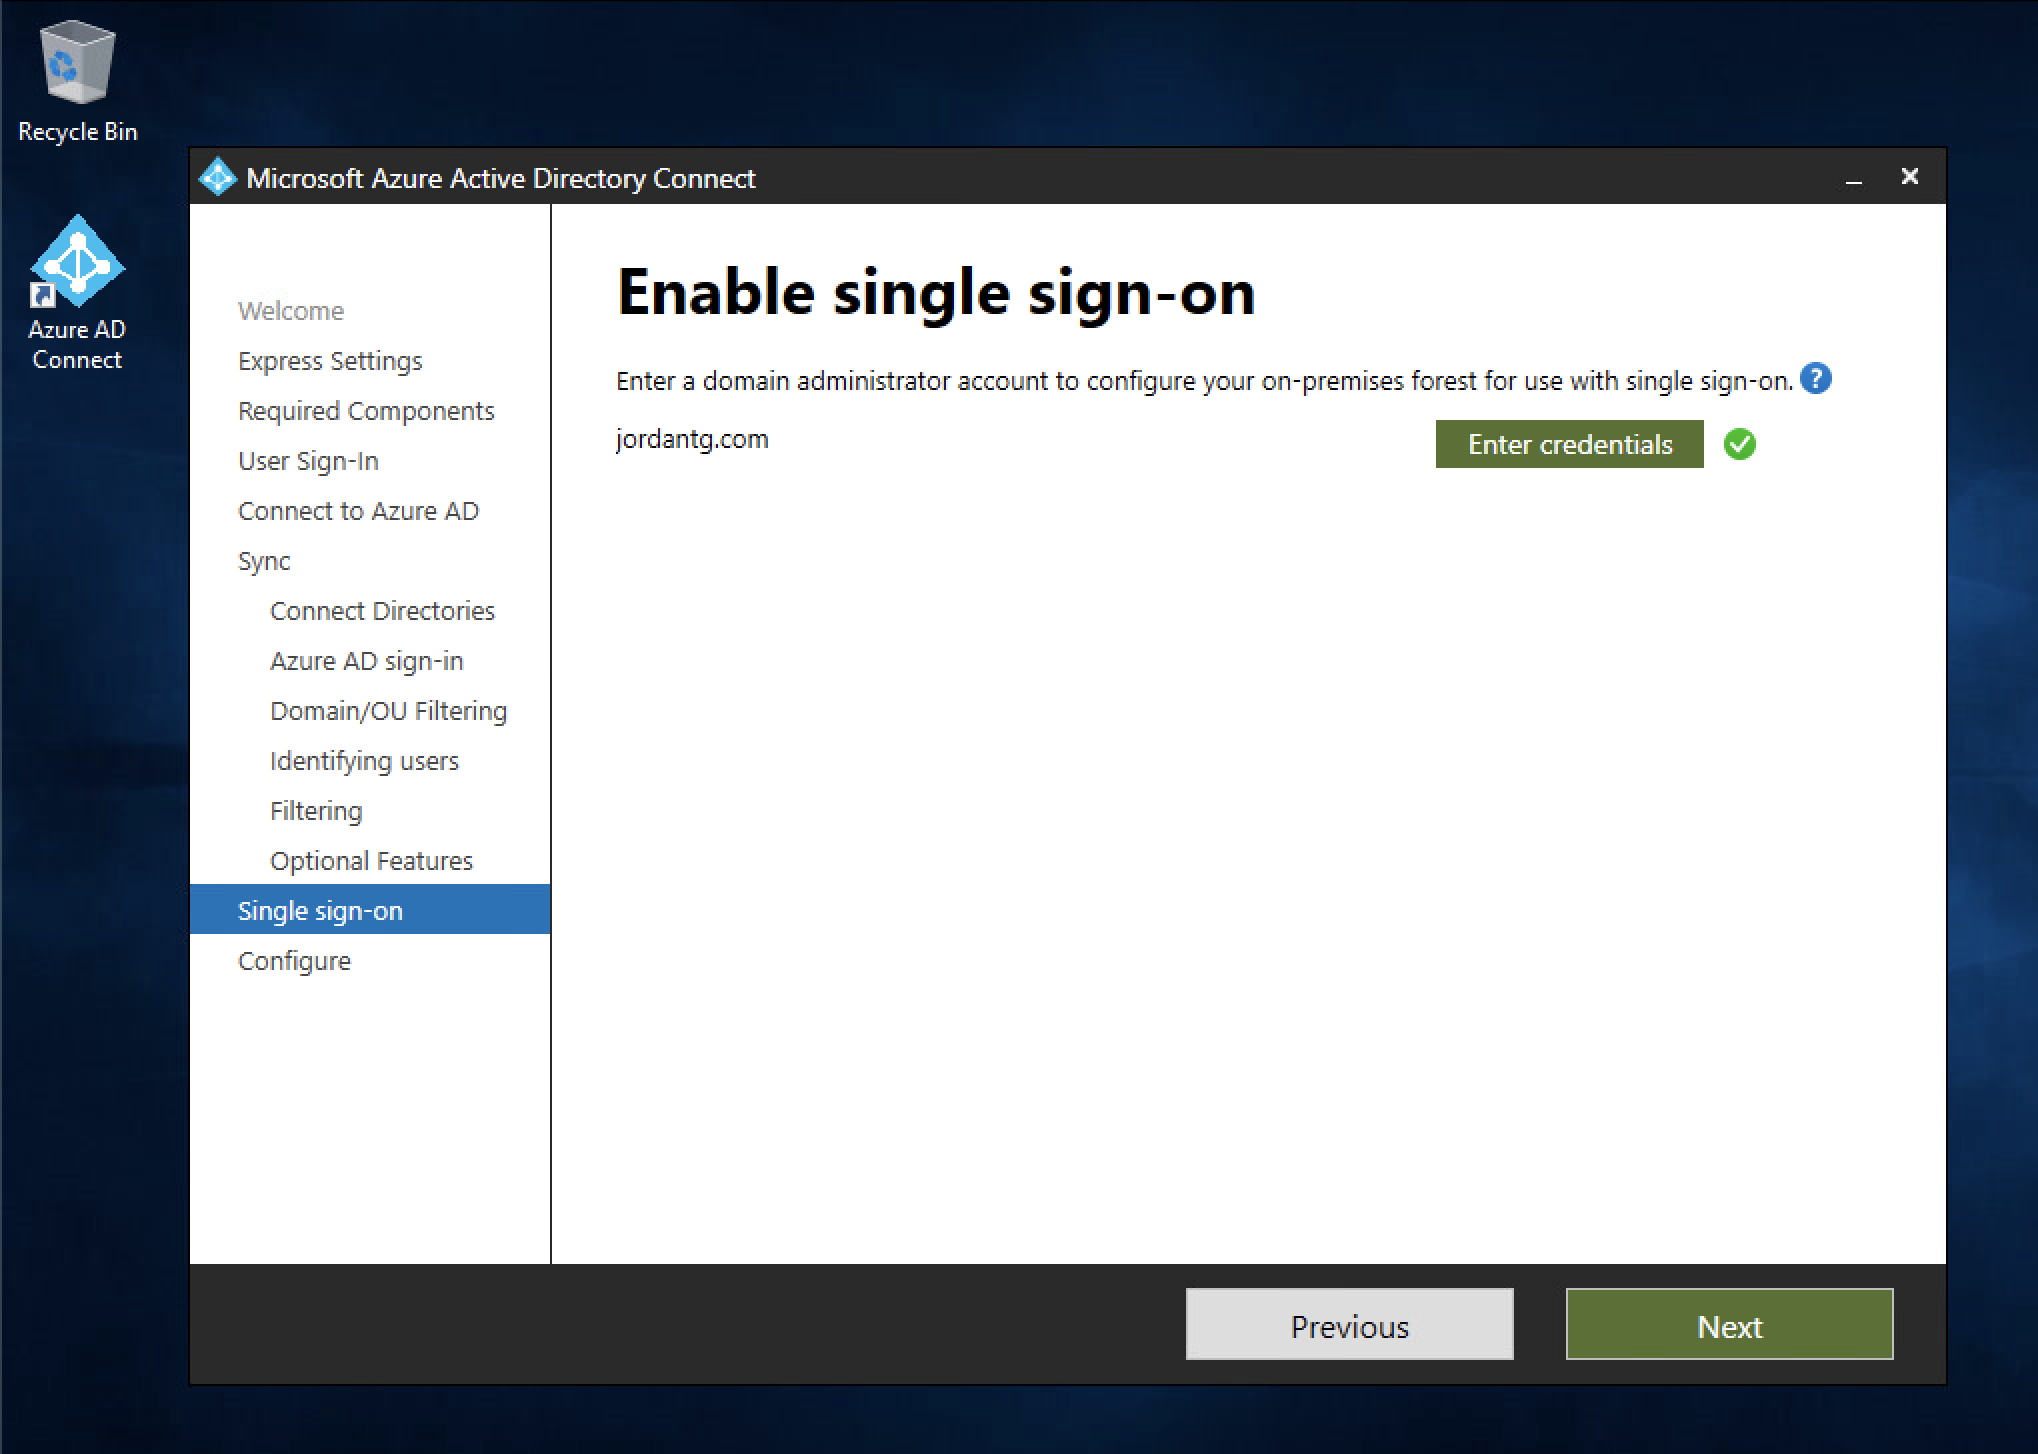 Recycle Bin
Azure AD
Connect
Microsoft Azure Active Directory Connect
Welcome
Express Settings
Required Components
User Sign-In
Connect to Azure AD
Sync
Connect Directories
Azure AD sign-in
Domain/OU Filtering
Identifying users
Filtering
Optional Features
Single sign-on
Configure
Enable single sign-on
Enter a domain administrator account to configure your on-premises forest for use with single sign-on. ?
jordantg.com
Enter credentials
Previous
Next